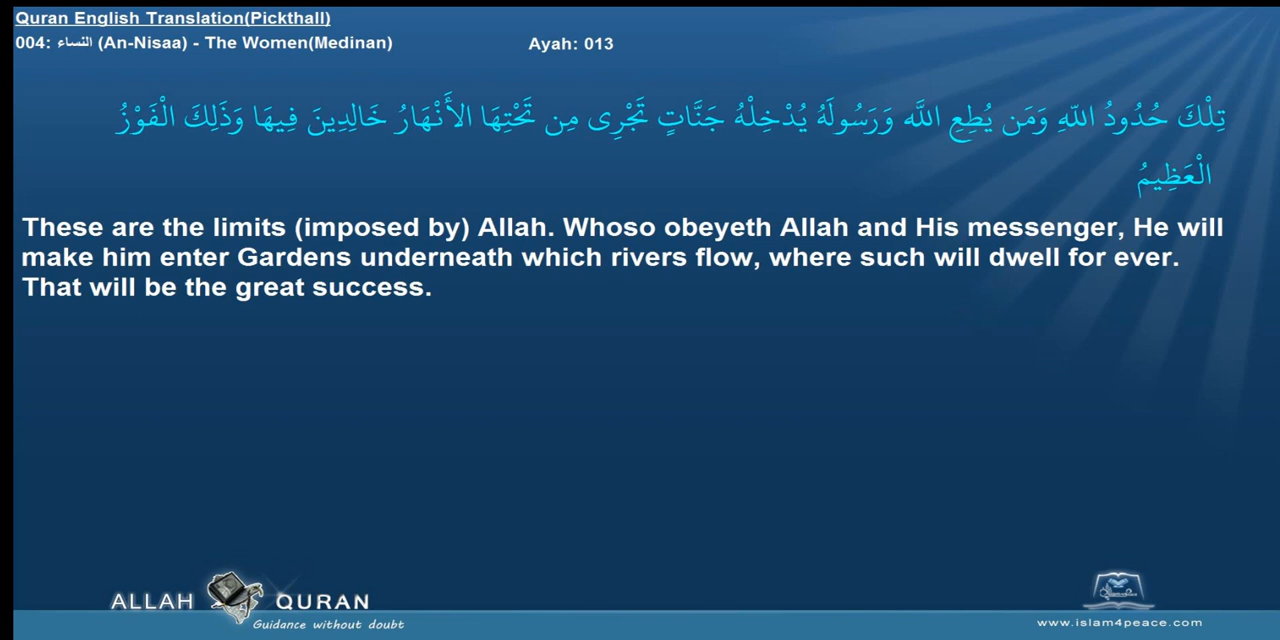 Quran English Translation(Pickthall)
004: النساء (An-Nisaa) - The Women(Medinan)
Ayah: 013
تِلْكَ حُدُودُ اللّهِ وَمَن يُطِعِ اللَّه وَرَسُولَهُ يُدْخِلْهُ جَنَّاتٍ تَجْرِى مِن تَحْتِهَا الأَنْهَارُ خَالِدِينَ فِيهَا وَذَلِكَ الْفَوْزُ
الْعَظِيمُ
These are the limits (imposed by) Allah. Whoso obeyeth Allah and His messenger, He will
make him enter Gardens underneath which rivers flow, where such will dwell for ever.
That will be the great success.
ALLAH QURAN
Guidance without doubt
www.islam4peace.com